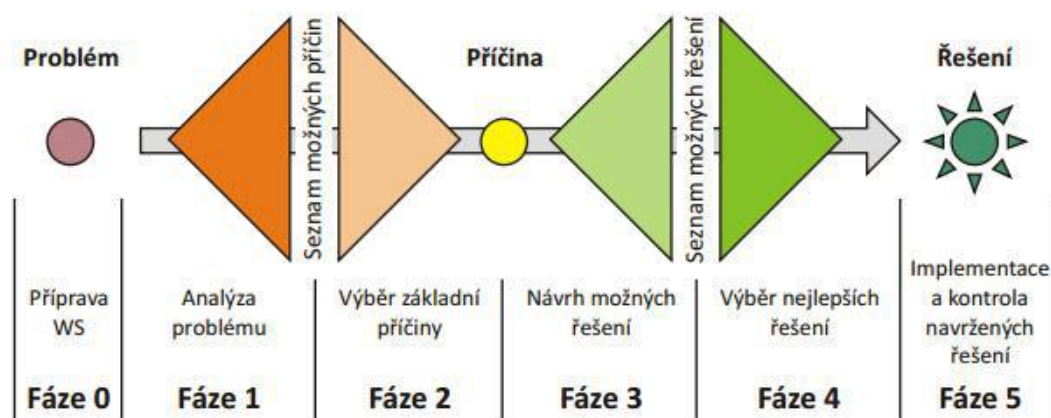 Problém
Seznam možných příčin
Příčina
Seznam možných řešení
Řešení
Příprava
WS
Analýza
problému
Výběr základní
příčiny
Návrh možných
řešení
Výběr nejlepších
řešení
Implementace
a kontrola
navržených
řešení
Fáze 0
Fáze 1
Fáze 2
Fáze 3
Fáze 4
Fáze 5